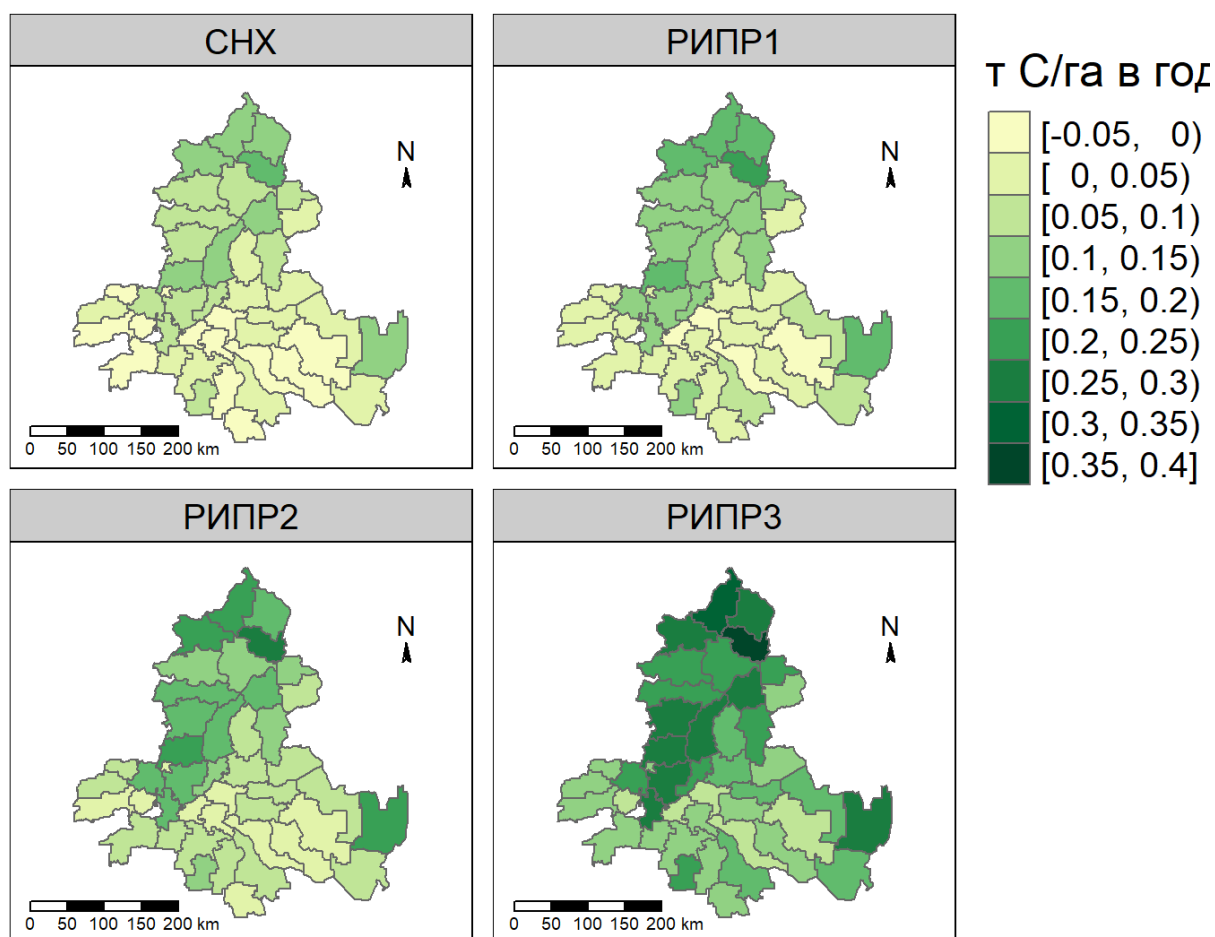 СНХ
РИПР1
N
N
0 50 100 150 200 km
0 50 100 150 200 km
т С/га в год
[-0.05, 0)
[ 0, 0.05)
[0.05, 0.1)
[0.1, 0.15)
[0.15, 0.2)
[0.2, 0.25)
[0.25, 0.3)
[0.3, 0.35)
[0.35, 0.4]
РИПР2
РИПР3
N
N
0 50 100 150 200 km
0 50 100 150 200 km